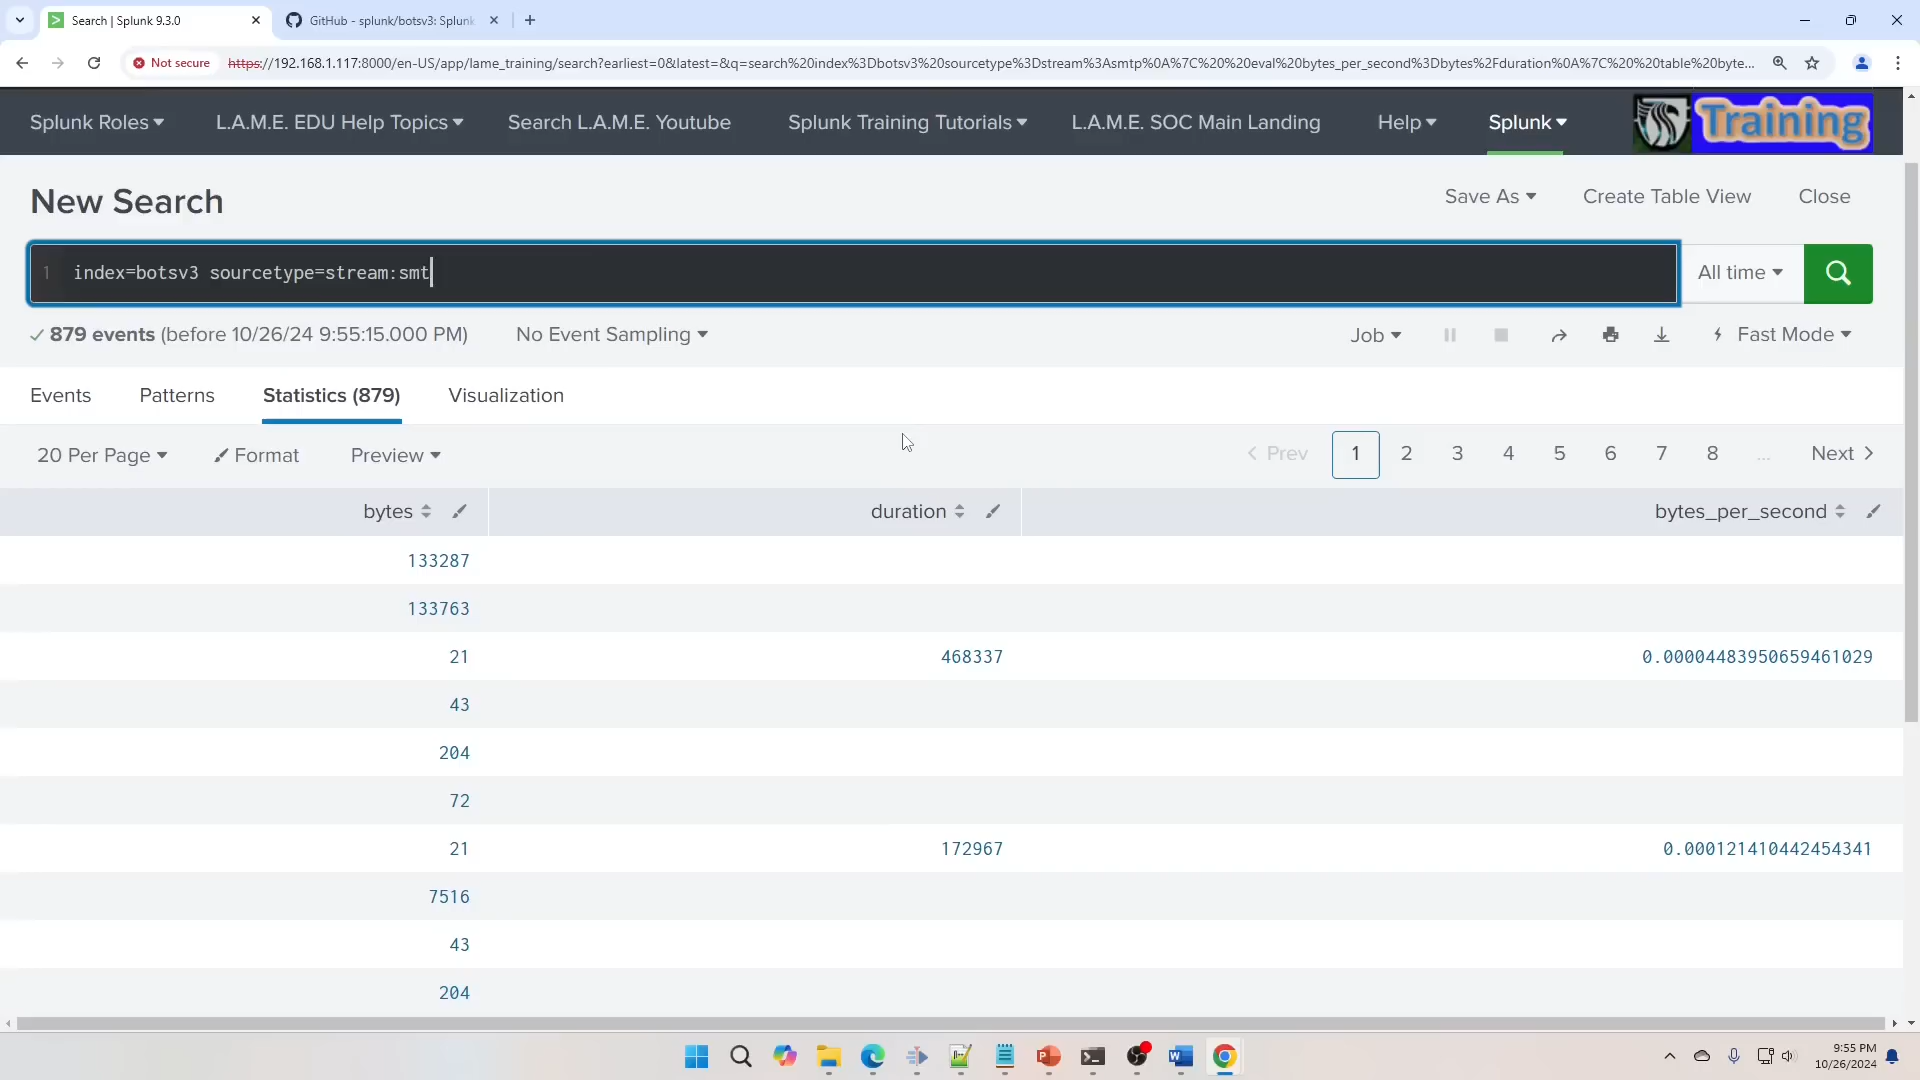 Search | Splunk 9.3.0
GitHub - splunk/botsv3: Splunk
Not secure
https://192.168.1.117:8000/en-US/app/lame_training/search?earliest=0&latest=&q=search%20index%3Dbotsv3%20sourcetype%3Dstream%3Asmtp%0A%7C%20%20eval%20bytes_per_second%3Dbytes%2Fduration%0A%7C%20%20table%20byte...
Splunk Roles
L.A.M.E. EDU Help Topics
Search L.A.M.E. Youtube
Splunk Training Tutorials
L.A.M.E. SOC Main Landing
Help
Splunk
Training
New Search
Save As
Create Table View
Close
1 index=botsv3 sourcetype=stream:smt
All time
879 events (before 10/26/24 9:55:15.000 PM)
No Event Sampling
Job
Fast Mode
Events
Patterns
Statistics (879)
Visualization
20 Per Page
Format
Preview
< Prev 1 2 3 4 5 6 7 8 ... Next >
bytes duration bytes_per_second
133287
133763
21 468337 0.00004483950659461029
43
204
72
21 172967 0.000121410442454341
7516
43
204
9:55 PM
10/26/2024